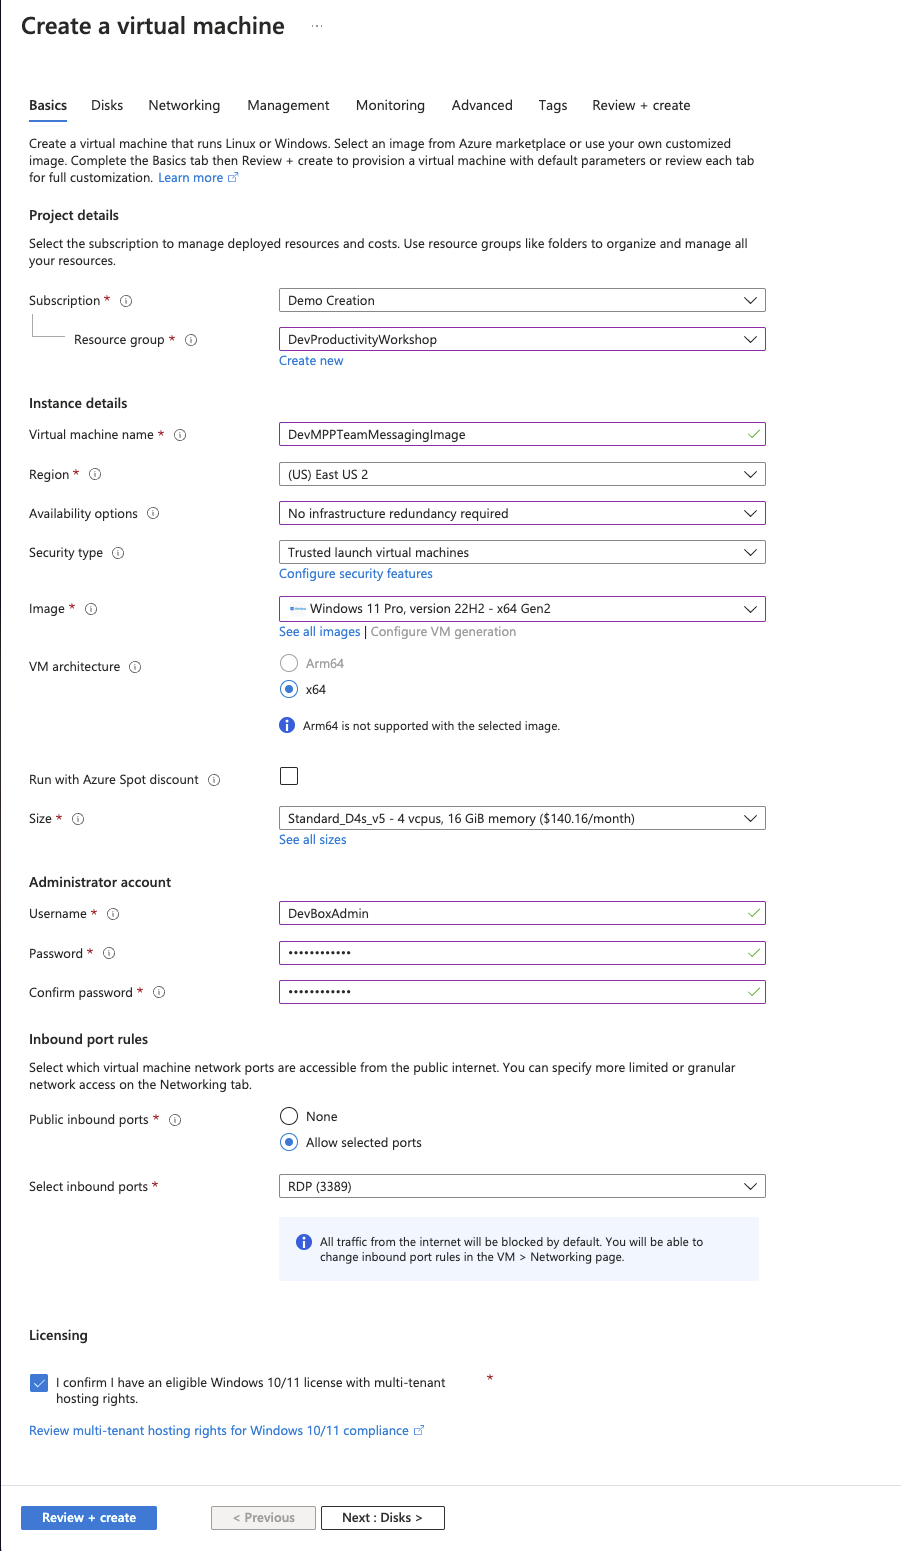 Create a virtual machine ...
Basics Disks Networking Management Monitoring Advanced Tags Review + create
Create a virtual machine that runs Linux or Windows. Select an image from Azure marketplace or use your own customized
image. Complete the Basics tab then Review + create to provision a virtual machine with default parameters or review each tab
for full customization. Learn more
Project details
Select the subscription to manage deployed resources and costs. Use resource groups like folders to organize and manage all
your resources.
Subscription * Demo Creation
Resource group * DevProductivityWorkshop
Create new
Instance details
Virtual machine name * DevMPPTeamMessagingImage
Region * (US) East US 2
Availability options No infrastructure redundancy required
Security type Trusted launch virtual machines
Configure security features
Image * Windows 11 Pro, version 22H2 - x64 Gen2
See all images | Configure VM generation
VM architecture Arm64
x64
Arm64 is not supported with the selected image.
Run with Azure Spot discount
Size * Standard_D4s_v5 - 4 vcpus, 16 GiB memory ($140.16/month)
See all sizes
Administrator account
Username * DevBoxAdmin
Password * ••••••••••••
Confirm password * ••••••••••••
Inbound port rules
Select which virtual machine network ports are accessible from the public internet. You can specify more limited or granular
network access on the Networking tab.
Public inbound ports * None
Allow selected ports
Select inbound ports * RDP (3389)
All traffic from the internet will be blocked by default. You will be able to
change inbound port rules in the VM > Networking page.
Licensing
I confirm I have an eligible Windows 10/11 license with multi-tenant *
hosting rights.
Review multi-tenant hosting rights for Windows 10/11 compliance
Review + create < Previous Next : Disks >